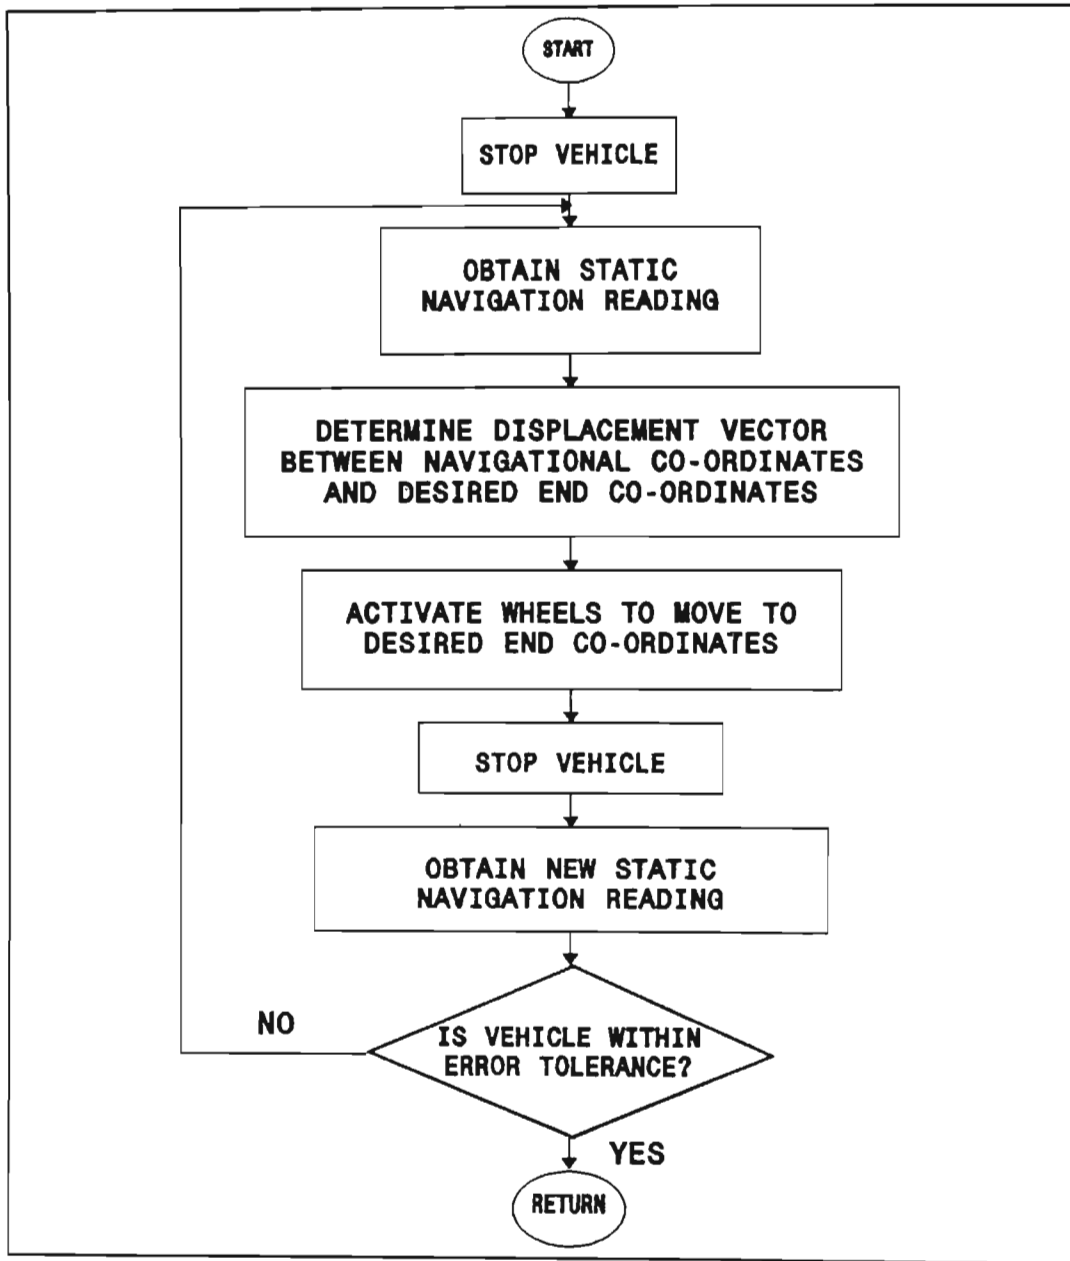 START
STOP VEHICLE
OBTAIN STATIC
NAVIGATION READING
DETERMINE DISPLACEMENT VECTOR
BETWEEN NAVIGATIONAL CO-ORDINATES
AND DESIRED END CO-ORDINATES
ACTIVATE WHEELS TO MOVE TO
DESIRED END CO-ORDINATES
STOP VEHICLE
OBTAIN NEW STATIC
NAVIGATION READING
NO
IS VEHICLE WITHIN
ERROR TOLERANCE?
YES
RETURN